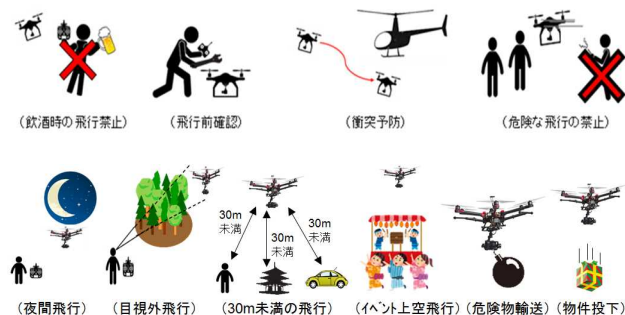 (飲酒時の飛行禁止)
(飛行前確認)
(衝突予防)
(危険な飛行の禁止)
30m
未満
30m
未満
30m
未満
(夜間飛行)
(目視外飛行)
(30m未満の飛行)
(イベント上空飛行)
(危険物輸送)
(物件投下)